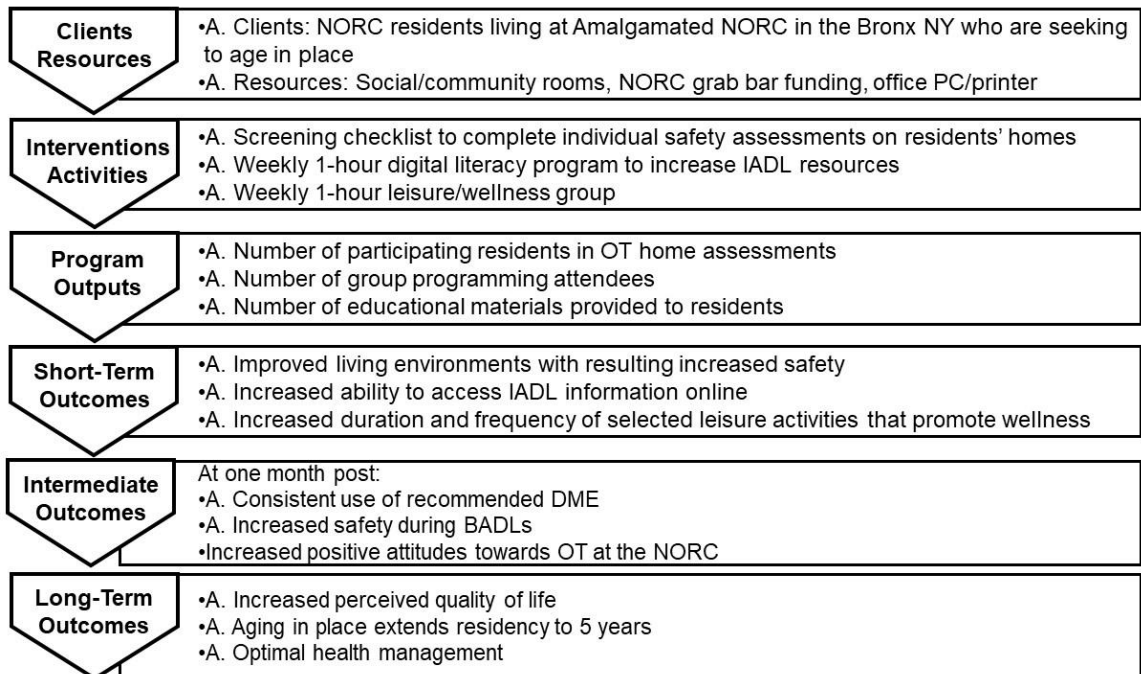 Clients
Resources
•A. Clients: NORC residents living at Amalgamated NORC in the Bronx NY who are seeking
to age in place
•A. Resources: Social/community rooms, NORC grab bar funding, office PC/printer
Interventions
Activities
•A. Screening checklist to complete individual safety assessments on residents’ homes
•A. Weekly 1-hour digital literacy program to increase IADL resources
•A. Weekly 1-hour leisure/wellness group
Program
Outputs
•A. Number of participating residents in OT home assessments
•A. Number of group programming attendees
•A. Number of educational materials provided to residents
Short-Term
Outcomes
•A. Improved living environments with resulting increased safety
•A. Increased ability to access IADL information online
•A. Increased duration and frequency of selected leisure activities that promote wellness
Intermediate
Outcomes
At one month post:
•A. Consistent use of recommended DME
•A. Increased safety during BADLs
•Increased positive attitudes towards OT at the NORC
Long-Term
Outcomes
•A. Increased perceived quality of life
•A. Aging in place extends residency to 5 years
•A. Optimal health management